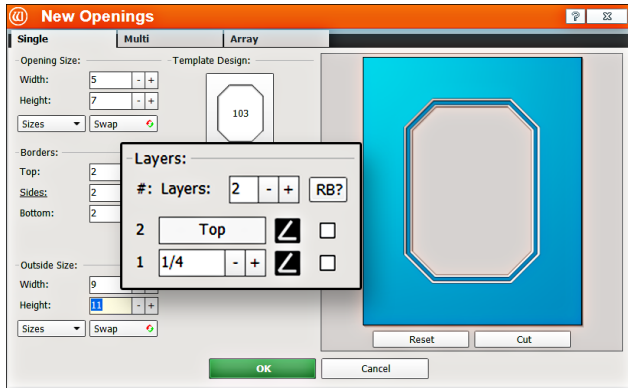 New Openings
? 
Single Multi Array
Opening Size: Template Design:
Width: 5 - +
Height: 7 - +
Sizes Swap
103
Borders:
Top: 2
Sides: 2
Bottom: 2
Layers:
#: Layers: 2 - + RB?
2 Top
1 1/4 - +
Outside Size:
Width: 9
Height: 11 - +
Sizes Swap
Reset Cut
OK Cancel